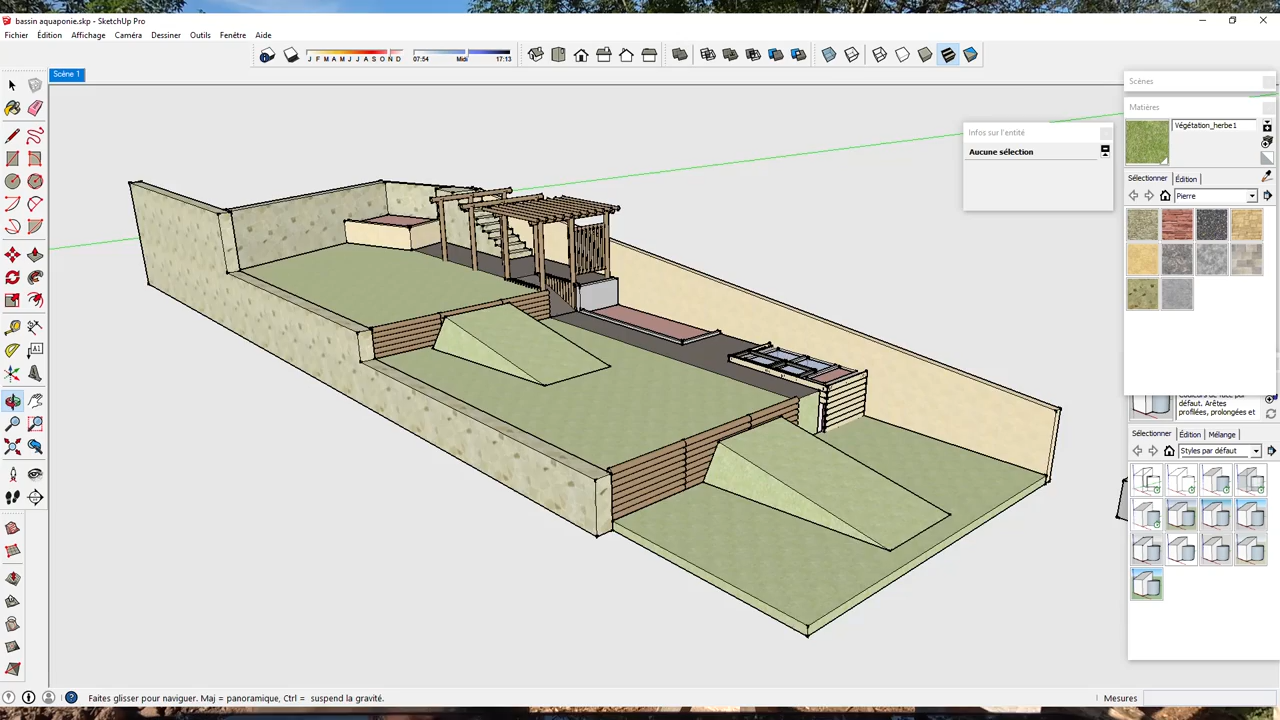 bassin aquaponie.skp - SketchUp Pro
Fichier Édition Affichage Caméra Dessiner Outils Fenêtre Aide
J F M A M J J A S O N D
07:54 Midi 17:13
Scène 1
Scènes
Matières
Végétation_herbe1
Infos sur l'entité
Aucune sélection
Sélectionner Édition
Pierre
A1
défaut. Arêtes
profilées, prolongées et
Sélectionner Édition Mélange
Styles par défaut
Faites glisser pour naviguer. Maj = panoramique, Ctrl = suspend la gravité.
Mesures